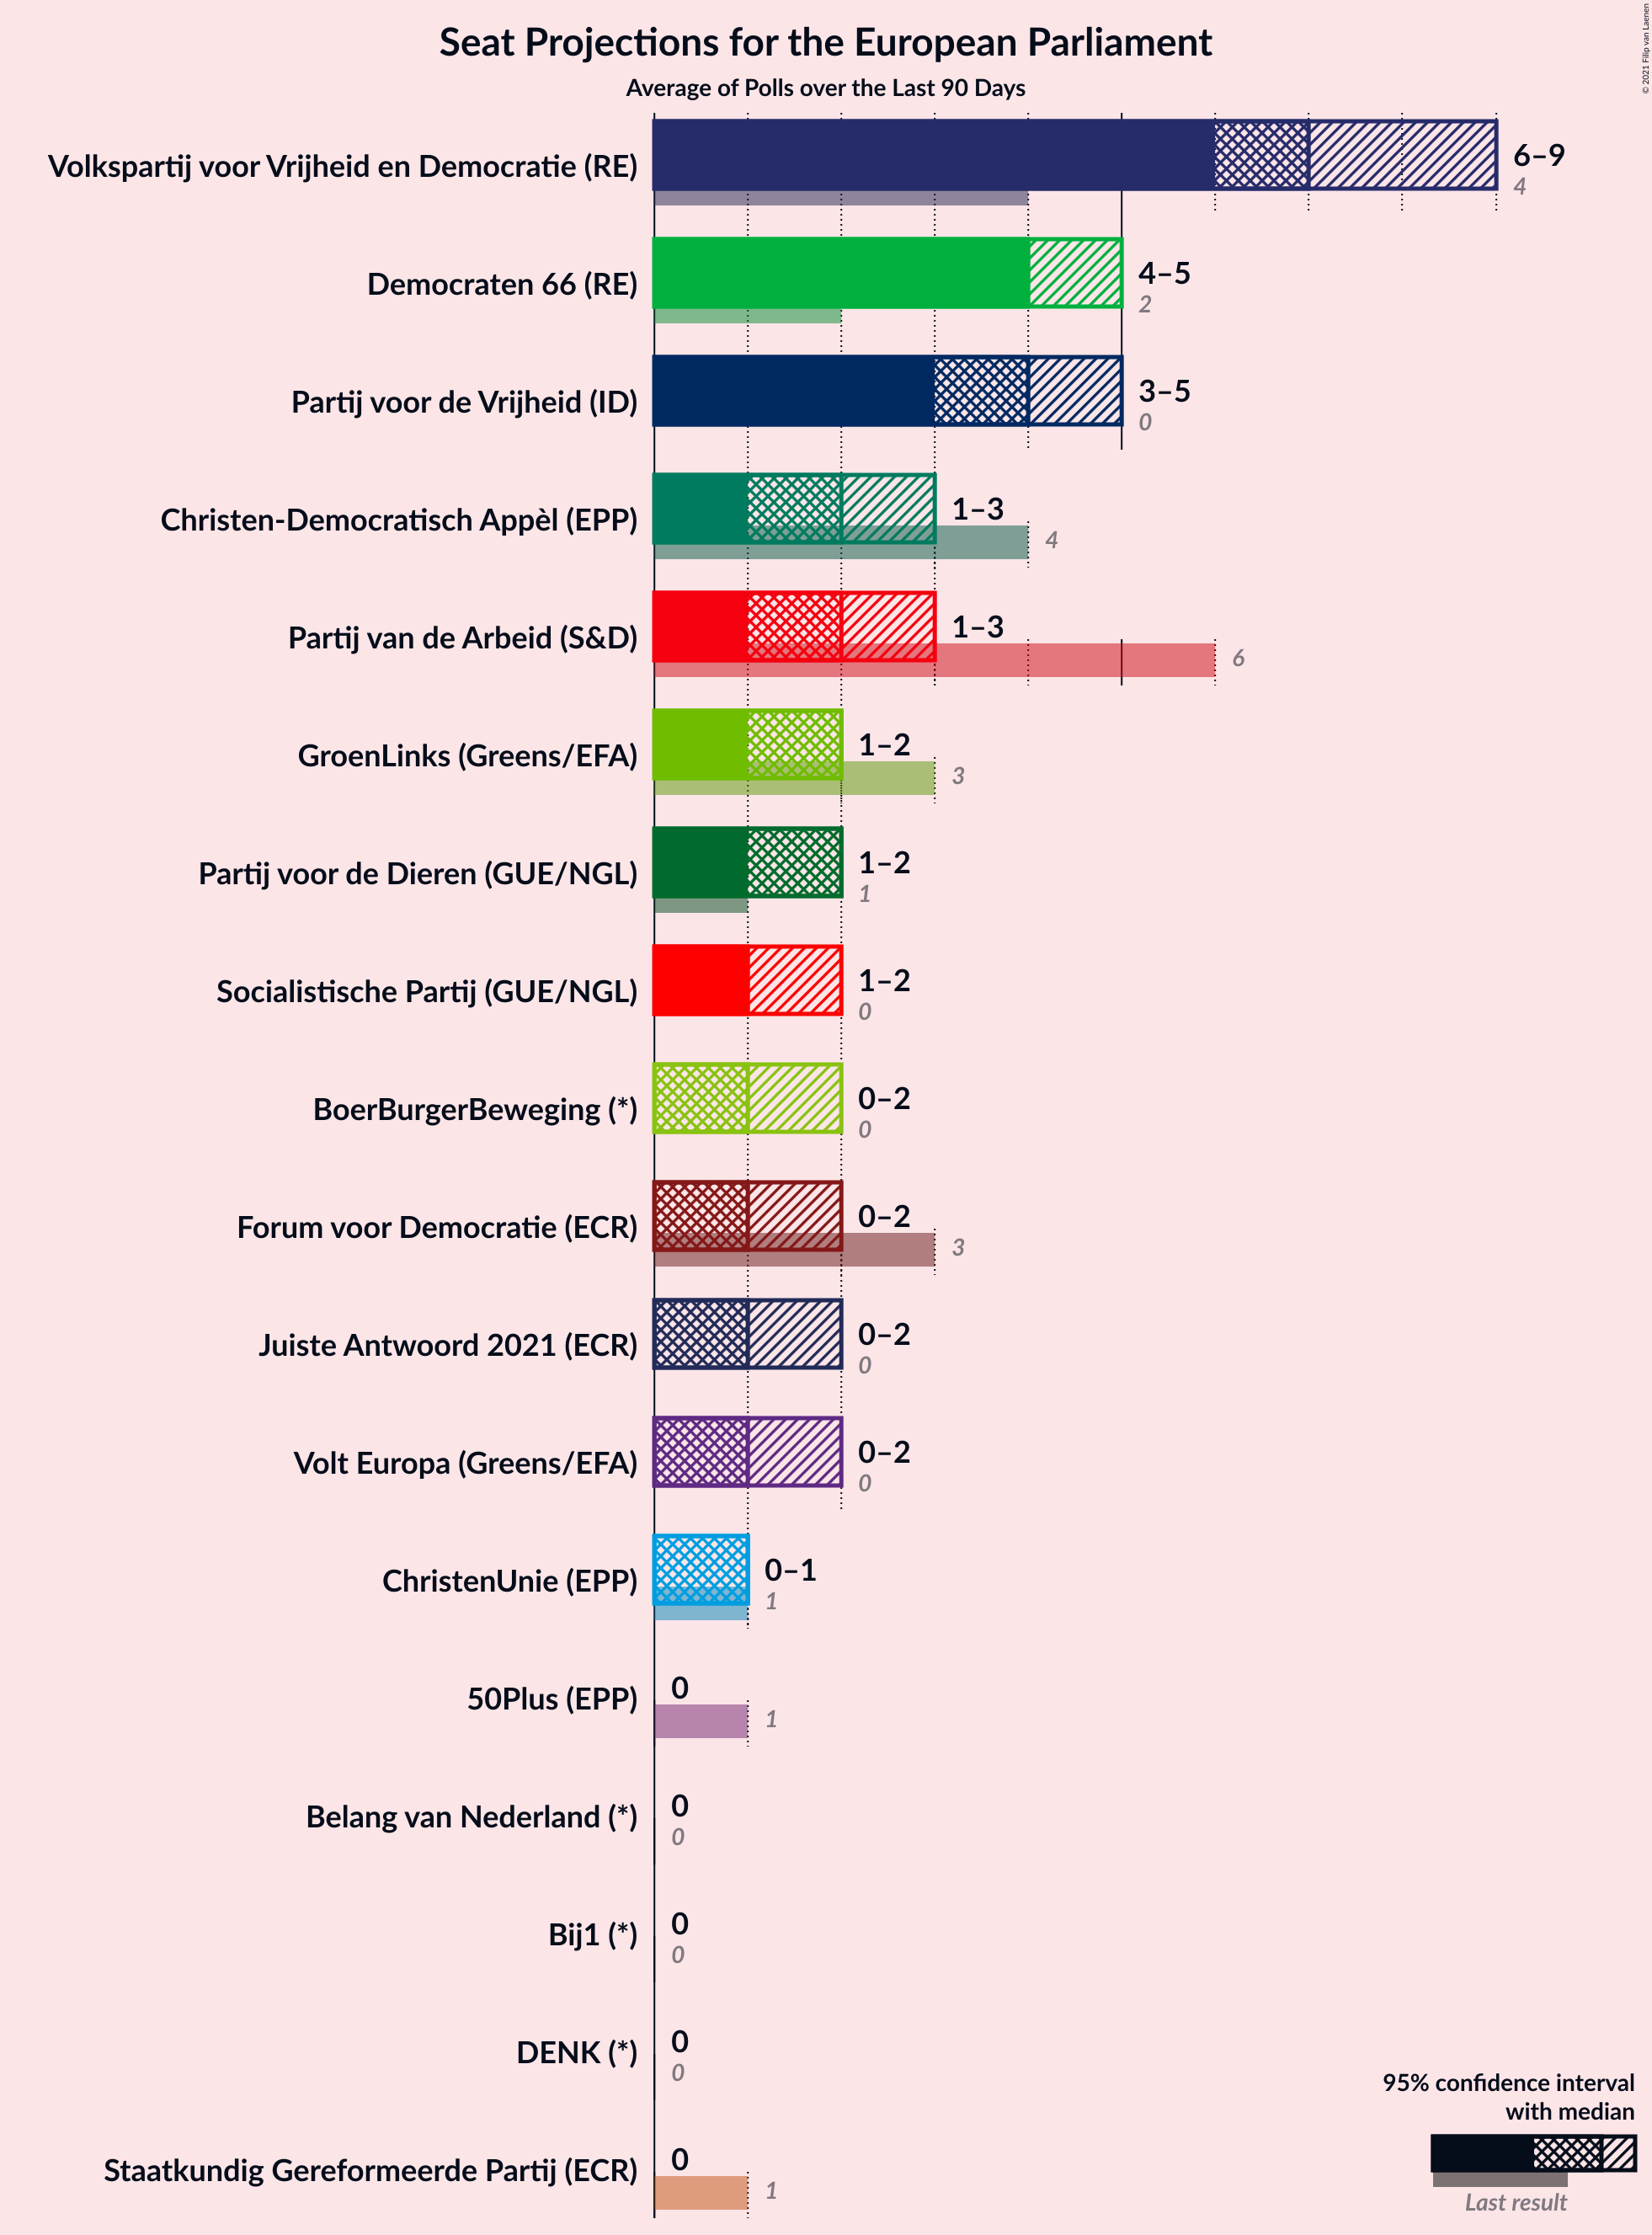 Seat Projections for the European Parliament
Average of Polls over the Last 90 Days
© 2021 Filip van Laenen
Volkspartij voor Vrijheid en Democratie (RE)
6–9
4
Democraten 66 (RE)
4–5
2
Partij voor de Vrijheid (ID)
3–5
0
Christen-Democratisch Appèl (EPP)
1–3
4
Partij van de Arbeid (S&D)
1–3
6
GroenLinks (Greens/EFA)
1–2
3
Partij voor de Dieren (GUE/NGL)
1–2
1
Socialistische Partij (GUE/NGL)
1–2
0
BoerBurgerBeweging (*)
0–2
0
Forum voor Democratie (ECR)
0–2
3
Juiste Antwoord 2021 (ECR)
0–2
0
Volt Europa (Greens/EFA)
0–2
0
ChristenUnie (EPP)
0–1
1
50Plus (EPP)
0
1
Belang van Nederland (*)
0
0
Bij1 (*)
0
0
DENK (*)
0
0
Staatkundig Gereformeerde Partij (ECR)
0
1
95% confidence interval
with median
Last result